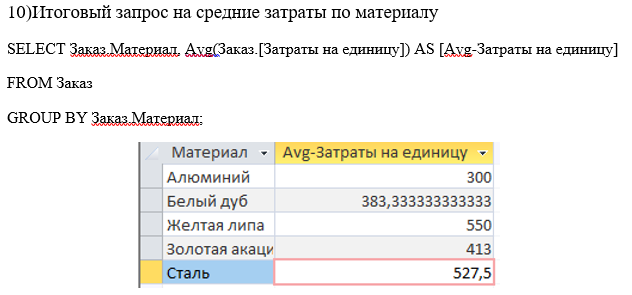 10)Итоговый запрос на средние затраты по материалу
SELECT Заказ.Материал, Avg(Заказ.[Затраты на единицу]) AS [Avg-Затраты на единицу]
FROM Заказ
GROUP BY Заказ.Материал;
Материал Avg-Затраты на единицу
Алюминий 300
Белый дуб 383,333333333333
Желтая липа 550
Золотая акаци 413
Сталь 527,5